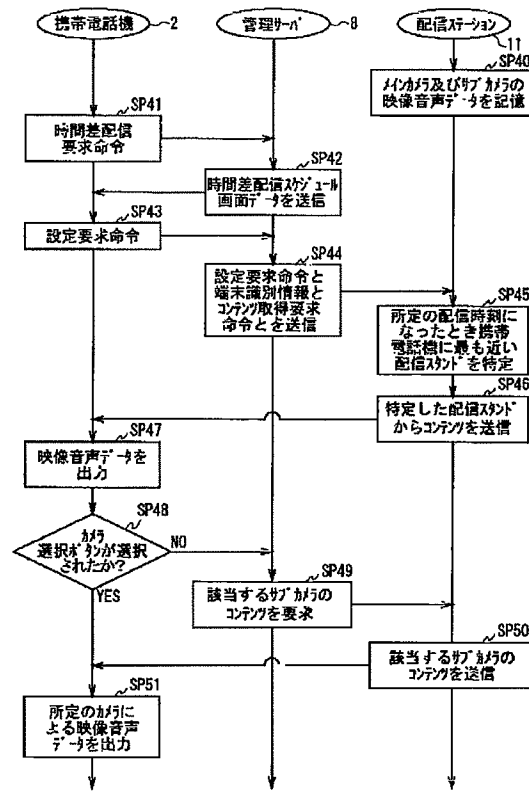 携帯電話機
2
管理サーバ
8
配信ステーション
11
SP40
メインカメラ及びサブカメラの
映像音声データを記憶
SP41
時間差配信
要求命令
SP42
時間差配信スケジュール
画面データを送信
SP43
設定要求命令
SP44
設定要求命令と
端末識別情報と
コンテンツ取得要求
命令とを送信
SP45
所定の配信時刻に
なったとき携帯
電話機に最も近い
配信スタンドを特定
SP46
特定した配信スタンド
からコンテンツを送信
SP47
映像音声データを
出力
SP48
カメラ
選択ボタンが選択
されたか?
NO
YES
SP49
該当するサブカメラの
コンテンツを要求
SP50
該当するサブカメラの
コンテンツを送信
SP51
所定のカメラに
よる映像音声
データを出力